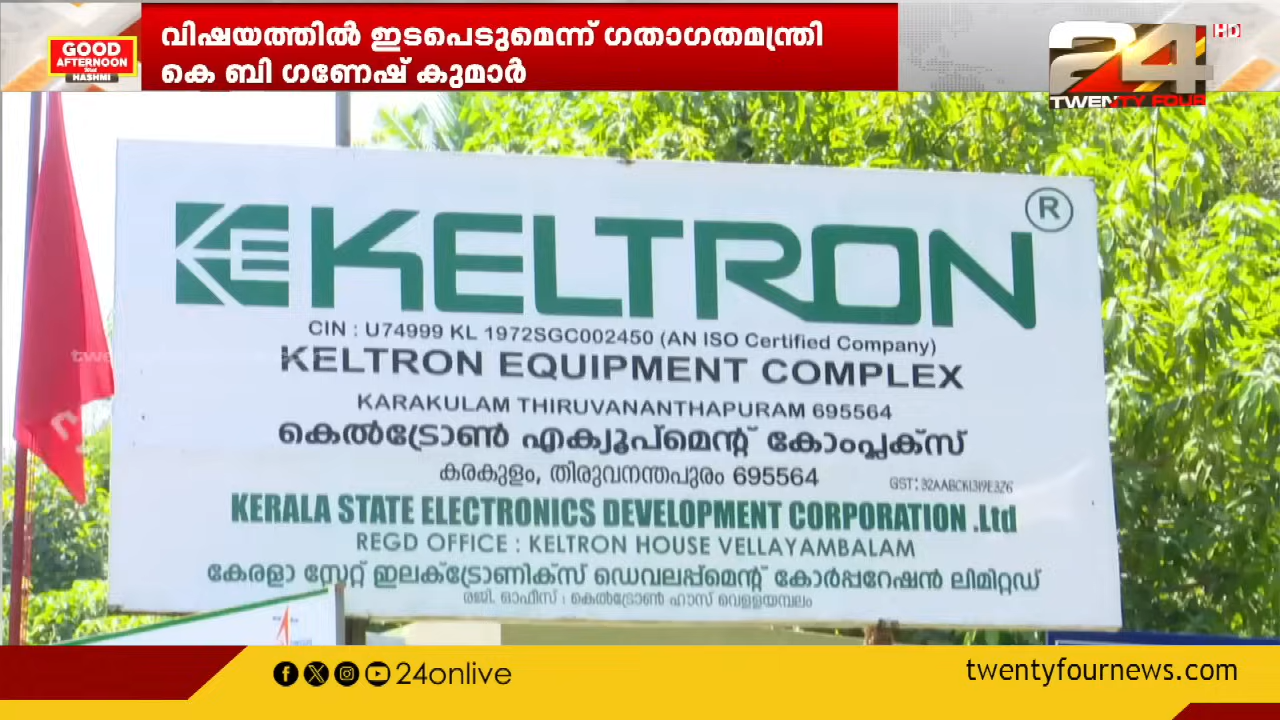 വിഷയത്തിൽ ഇടപെടുമെന്ന് ഗതാഗതമന്ത്രി
കെ ബി ഗണേഷ് കുമാർ
GOOD
AFTERNOON
With
HASHMI
24
HD
TWENTY FOUR
KELTRON ®
CIN : U74999 KL 1972SGC002450 (AN ISO Certified Company)
KELTRON EQUIPMENT COMPLEX
KARAKULAM THIRUVANANTHAPURAM 695564
കെൽട്രോൺ എക്യൂപ്മെന്റ് കോംപ്ലക്സ്
കരകുളം, തിരുവനന്തപുരം 695564
GST:
KERALA STATE ELECTRONICS DEVELOPMENT CORPORATION .Ltd
REGD OFFICE : KELTRON HOUSE VELLAYAMBALAM
കേരളാ സ്റ്റേറ്റ് ഇലക്ട്രോണിക്സ് ഡെവലപ്പ്മെന്റ് കോർപ്പറേഷൻ ലിമിറ്റഡ്
രജി. ഓഫീസ് : കെൽട്രോൺ ഹൗസ് വെള്ളയമ്പലം
24onlive
twentyfournews.com